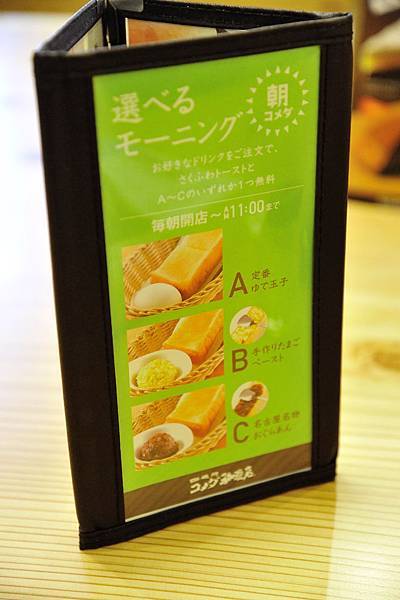 選べる
モーニング
朝
コメダ
お好きなドリンクをご注文で、
さくふわトーストと
A～Cのいずれか1つ無料
毎朝開店～AM11:00まで
A 定番
ゆで玉子
B 手作りたまご
ペースト
C 名古屋名物
おぐらあん
コメダ珈琲店